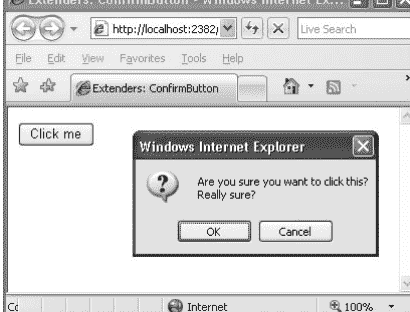 Extenders: ConfirmButton - Windows Internet Ex...
http://localhost:2382/
Live Search
File Edit View Favorites Tools Help
Extenders: ConfirmButton
Click me
Windows Internet Explorer
Are you sure you want to click this?
Really sure?
OK Cancel
Internet 100%